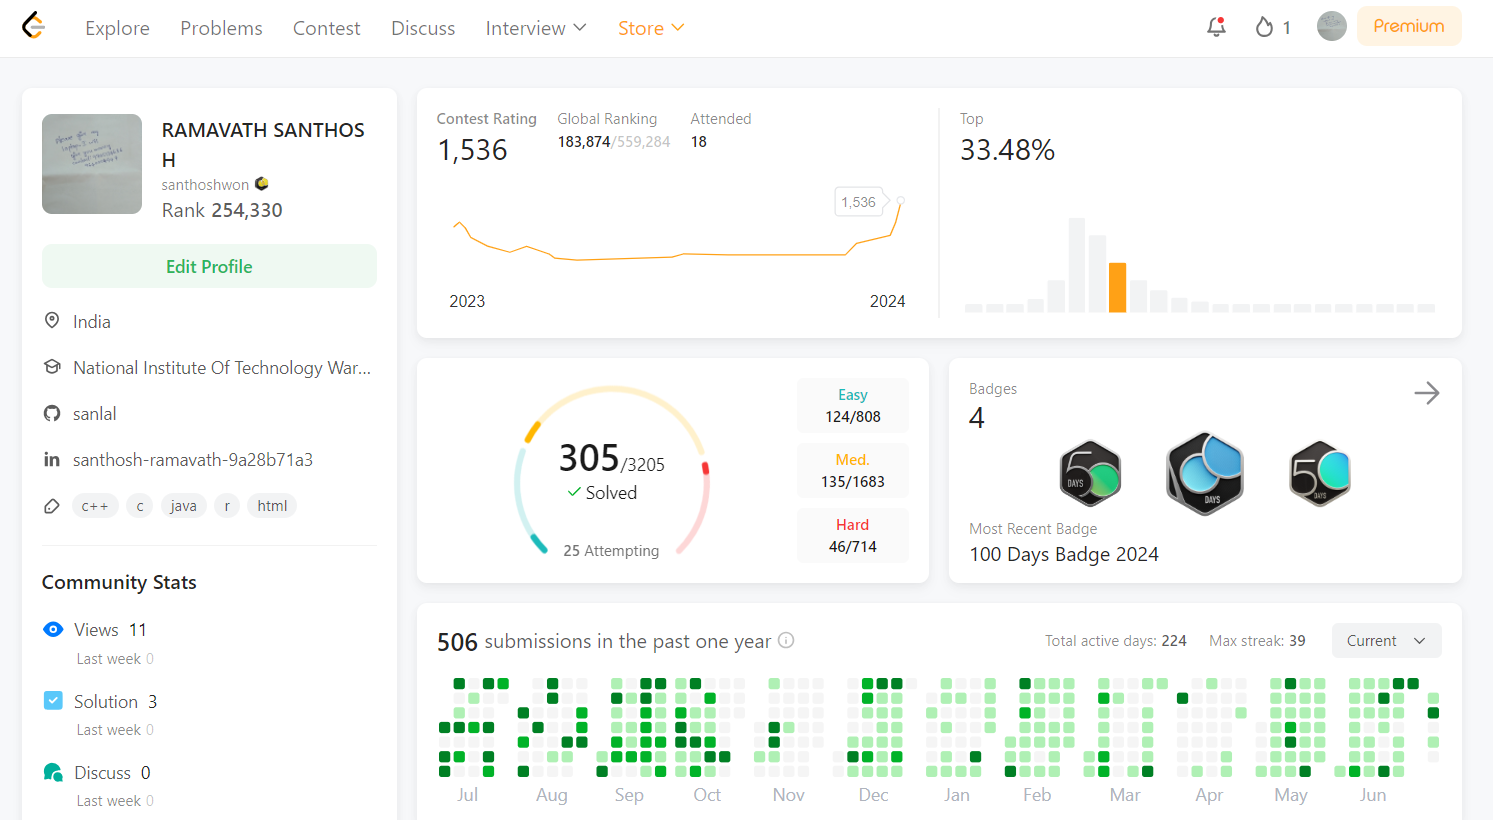 Explore Problems Contest Discuss Interview Store 1 Premium
RAMAVATH SANTHOS
H
santhoshwon
Rank 254,330
Edit Profile
India
National Institute Of Technology War...
sanlal
santhosh-ramavath-9a28b71a3
c++ c java r html
Community Stats
Views 11
Last week 0
Solution 3
Last week 0
Discuss 0
Last week 0
Contest Rating
1,536
Global Ranking
183,874/559,284
Attended
18
1,536
2023 2024
Top
33.48%
305/3205
Solved
25 Attempting
Easy
124/808
Med.
135/1683
Hard
46/714
Badges
4
50 DAYS
DAYS
50 DAYS
Most Recent Badge
100 Days Badge 2024
506 submissions in the past one year
Total active days: 224 Max streak: 39 Current
Jul Aug Sep Oct Nov Dec Jan Feb Mar Apr May Jun